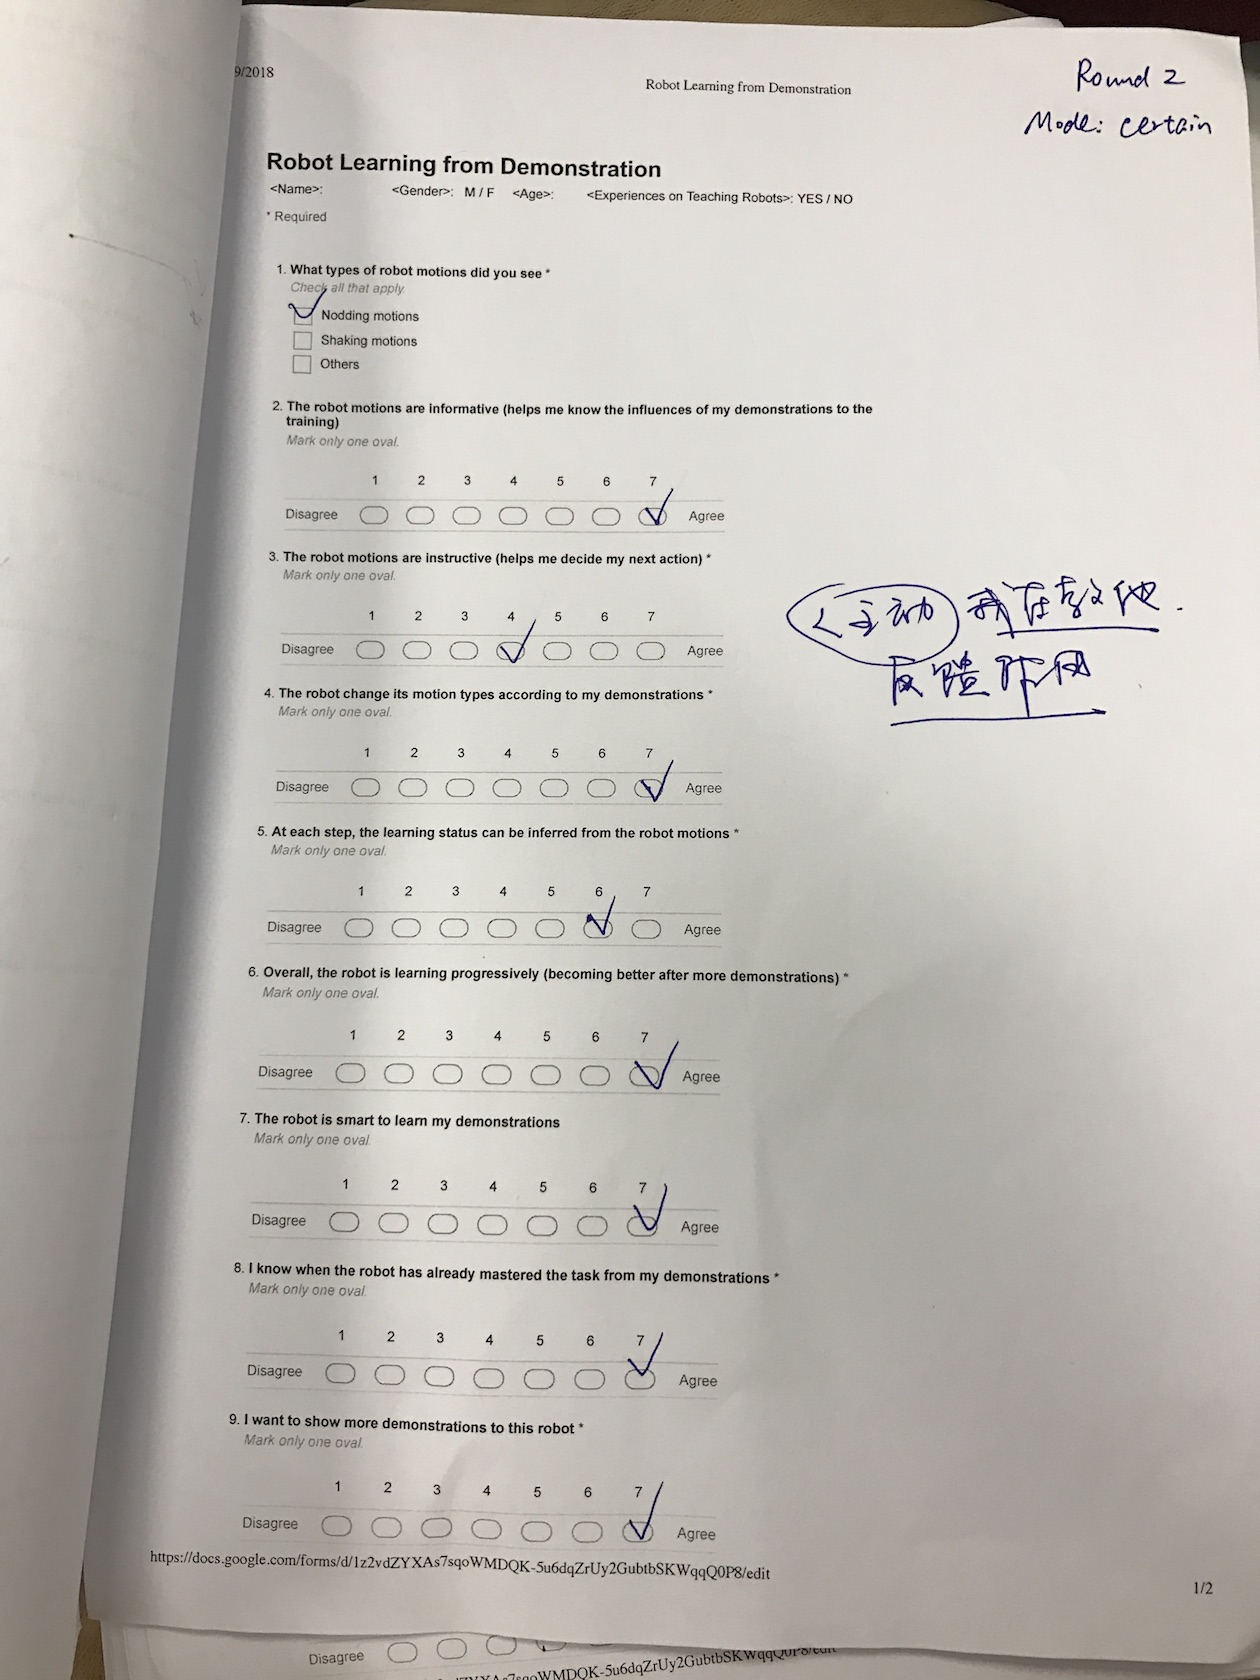 9/2018
Robot Learning from Demonstration
Round 2
Mode: certain
Robot Learning from Demonstration
<Name>: <Gender>: M / F <Age>: <Experiences on Teaching Robots>: YES / NO
* Required
1. What types of robot motions did you see *
Check all that apply.
Nodding motions
Shaking motions
Others
2. The robot motions are informative (helps me know the influences of my demonstrations to the
training)
Mark only one oval.
1 2 3 4 5 6 7
Disagree Agree
3. The robot motions are instructive (helps me decide my next action) *
Mark only one oval.
1 2 3 4 5 6 7
Disagree Agree
<主动 我在教他.
反馈作用
4. The robot change its motion types according to my demonstrations *
Mark only one oval.
1 2 3 4 5 6 7
Disagree Agree
5. At each step, the learning status can be inferred from the robot motions *
Mark only one oval.
1 2 3 4 5 6 7
Disagree Agree
6. Overall, the robot is learning progressively (becoming better after more demonstrations) *
Mark only one oval.
1 2 3 4 5 6 7
Disagree Agree
7. The robot is smart to learn my demonstrations
Mark only one oval.
1 2 3 4 5 6 7
Disagree Agree
8. I know when the robot has already mastered the task from my demonstrations *
Mark only one oval.
1 2 3 4 5 6 7
Disagree Agree
9. I want to show more demonstrations to this robot *
Mark only one oval.
1 2 3 4 5 6 7
Disagree Agree
https://docs.google.com/forms/d/1z2vdZYXAs7sqoWMDQK-5u6dqZrUy2GubtbSKWqqQ0P8/edit
1/2
Disagree
WMDQK-5u6dqZrUy2GubtbSKWqqQ0P8/edit